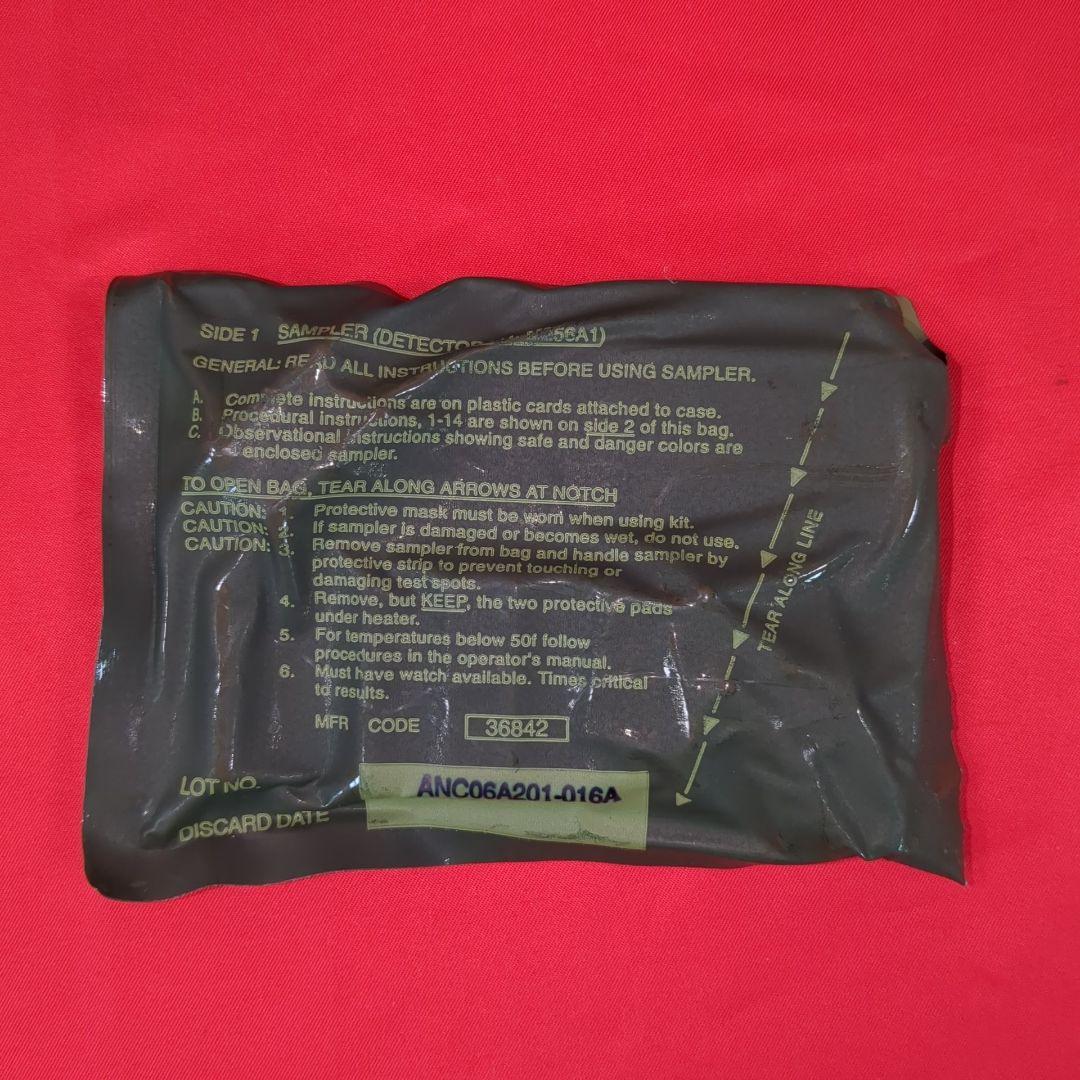 SIDE 1 SAMPLER (DETECTOR M256A1)
GENERAL: READ ALL INSTRUCTIONS BEFORE USING SAMPLER.
A. Complete instructions are on plastic cards attached to case.
B. Procedural instructions, 1-14 are shown on side 2 of this bag.
C. Observational instructions showing safe and danger colors are
enclosed sampler.
TO OPEN BAG, TEAR ALONG ARROWS AT NOTCH
CAUTION: 1. Protective mask must be worn when using kit.
CAUTION: 2. If sampler is damaged or becomes wet, do not use.
CAUTION: 3. Remove sampler from bag and handle sampler by
protective strip to prevent touching or
damaging test spots.
4. Remove, but KEEP, the two protective pads
under heater.
5. For temperatures below 50f follow
procedures in the operator's manual.
6. Must have watch available. Times critical
to results.
MFR CODE 36842
LOT NO. ANC06A201-016A
DISCARD DATE
TEAR ALONG LINE